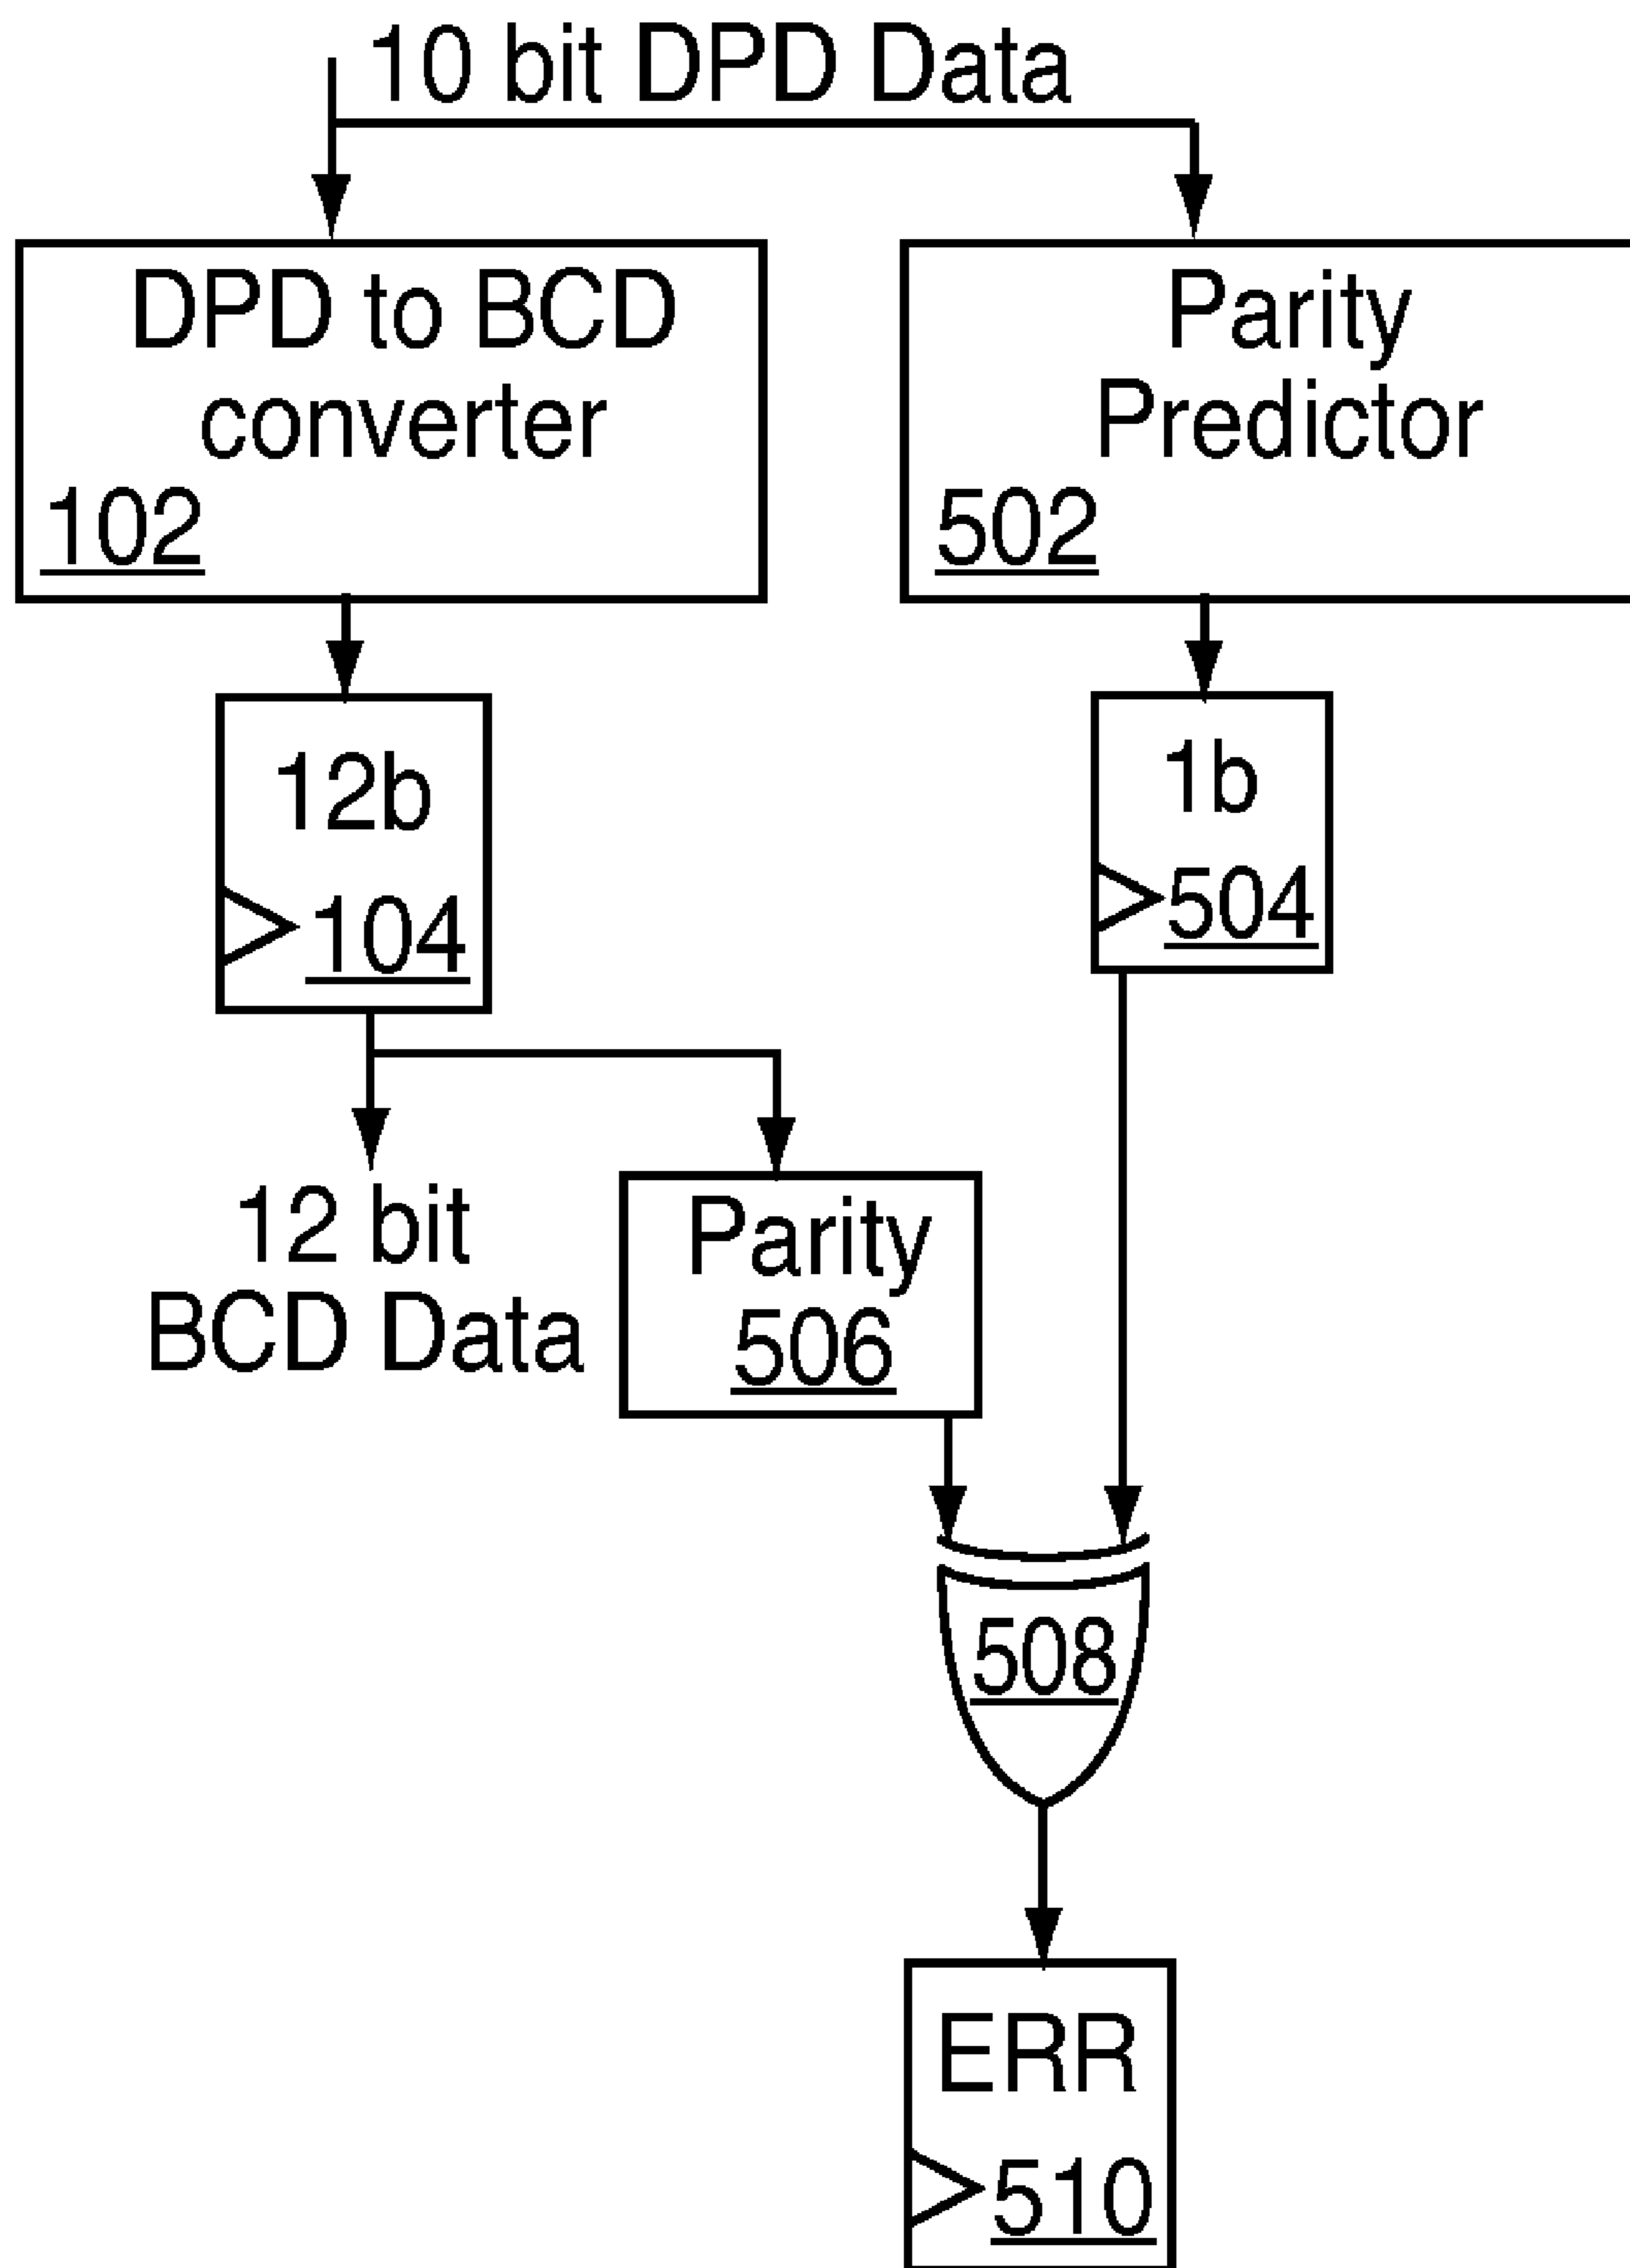 10 bit DPD Data
DPD to BCD
converter
102
Parity
Predictor
502
12b
104
1b
504
12 bit
BCD Data
Parity
506
508
ERR
510